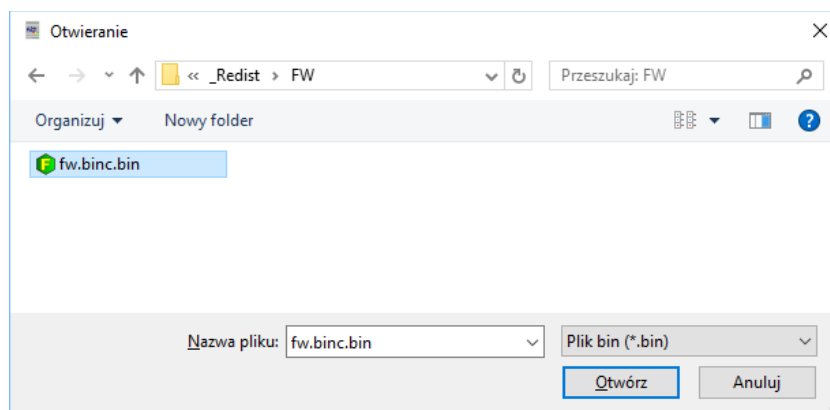 Otwieranie
« _Redist > FW
Przeszukaj: FW
Organizuj
Nowy folder
fw.binc.bin
Nazwa pliku: fw.binc.bin
Plik bin (*.bin)
Otwórz
Anuluj